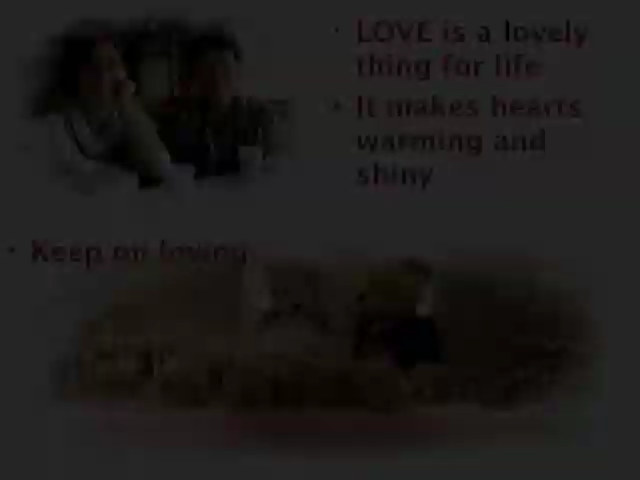 • LOVE is a lovely
thing for life
• It makes hearts
warming and
shiny
• Keep on loving